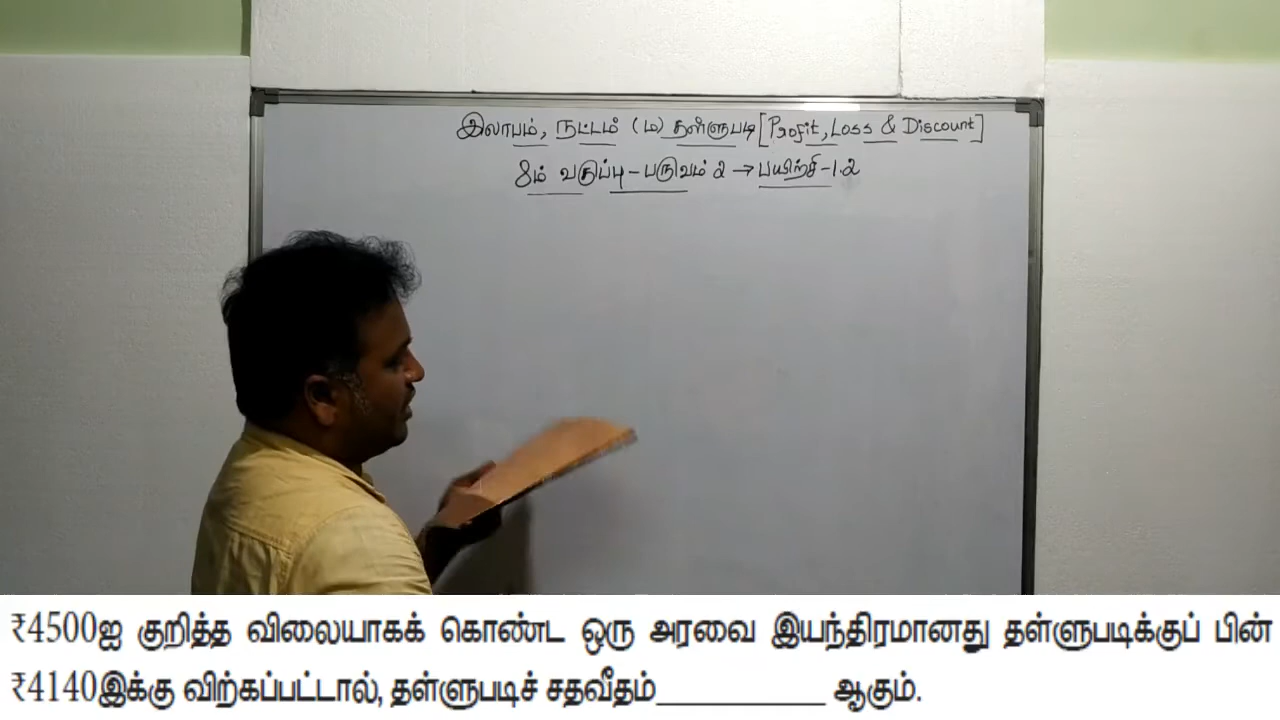 இலாபம், நட்டம் (ம) தள்ளுபடி [Profit, Loss & Discount]
8ம் வகுப்பு - பருவம் 2 → பயிற்சி - 1.2
₹4500ஐ குறித்த விலையாகக் கொண்ட ஒரு அரவை இயந்திரமானது தள்ளுபடிக்குப் பின்
₹4140இக்கு விற்கப்பட்டால், தள்ளுபடிச் சதவீதம்__________ ஆகும்.